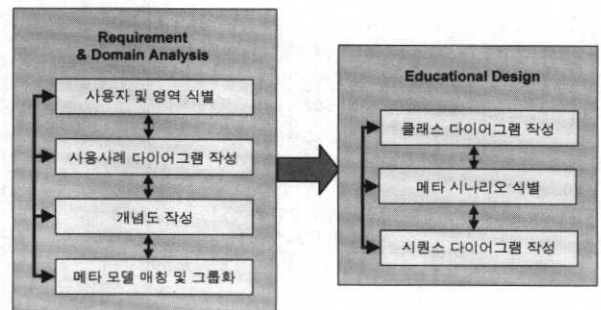 Requirement
& Domain Analysis
사용자 및 영역 식별
사용사례 다이어그램 작성
개념도 작성
메타 모델 매칭 및 그룹화
Educational Design
클래스 다이어그램 작성
메타 시나리오 식별
시퀀스 다이어그램 작성